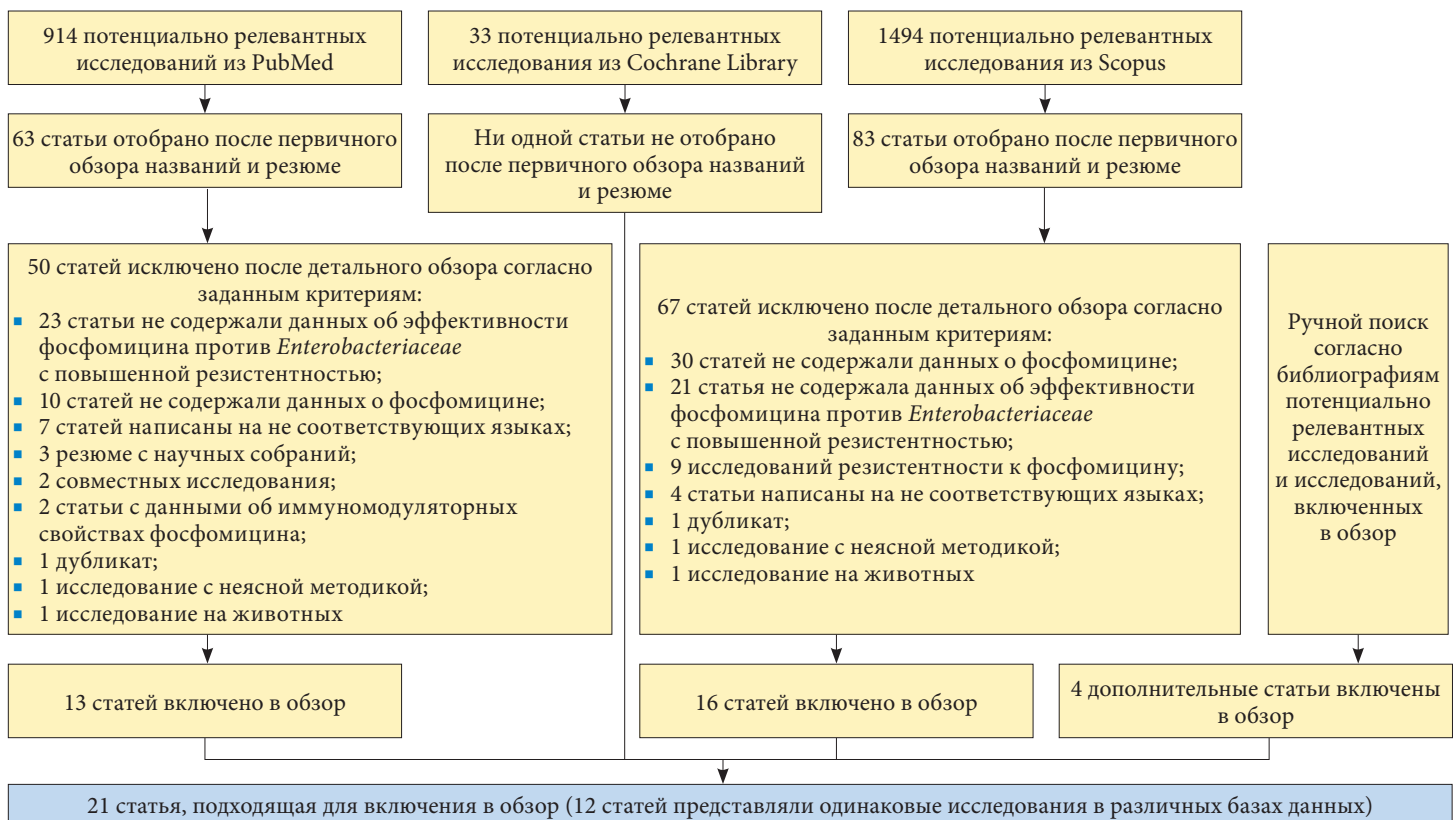 914 потенциально релевантных
исследований из PubMed
33 потенциально релевантных
исследования из Cochrane Library
1494 потенциально релевантных
исследования из Scopus
63 статьи отобрано после первичного
обзора названий и резюме
Ни одной статьи не отобрано
после первичного обзора названий
и резюме
83 статьи отобрано после первичного
обзора названий и резюме
50 статей исключено после детального обзора согласно
заданным критериям:
▪ 23 статьи не содержали данных об эффективности
фосфомицина против Enterobacteriaceae
с повышенной резистентностью;
▪ 10 статей не содержали данных о фосфомицине;
▪ 7 статей написаны на не соответствующих языках;
▪ 3 резюме с научных собраний;
▪ 2 совместных исследования;
▪ 2 статьи с данными об иммуномодуляторных
свойствах фосфомицина;
▪ 1 дубликат;
▪ 1 исследование с неясной методикой;
▪ 1 исследование на животных
67 статей исключено после детального обзора согласно
заданным критериям:
▪ 30 статей не содержали данных о фосфомицине;
▪ 21 статья не содержала данных об эффективности
фосфомицина против Enterobacteriaceae
с повышенной резистентностью;
▪ 9 исследований резистентности к фосфомицину;
▪ 4 статьи написаны на не соответствующих языках;
▪ 1 дубликат;
▪ 1 исследование с неясной методикой;
▪ 1 исследование на животных
Ручной поиск
согласно
библиографиям
потенциально
релевантных
исследований
и исследований,
включенных
в обзор
13 статей включено в обзор
16 статей включено в обзор
4 дополнительные статьи включены
в обзор
21 статья, подходящая для включения в обзор (12 статей представляли одинаковые исследования в различных базах данных)